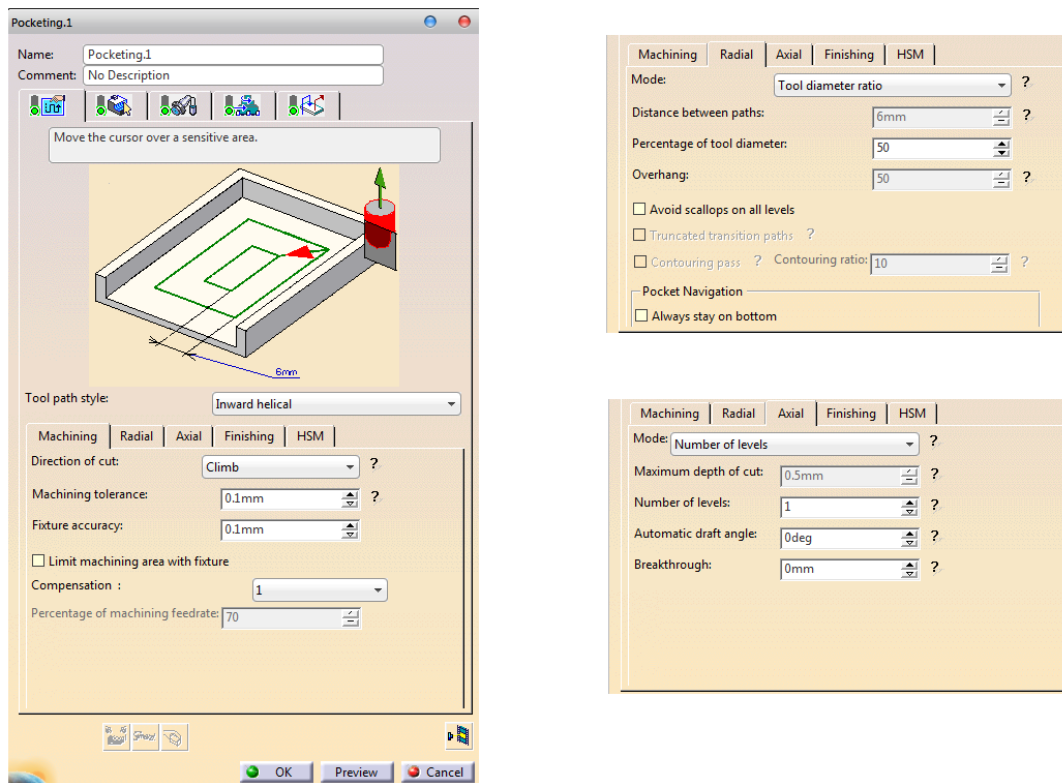 Pocketing.1
Name: Pocketing.1
Comment: No Description
Move the cursor over a sensitive area.
6mm
Tool path style: Inward helical
Machining Radial Axial Finishing HSM
Direction of cut: Climb ?
Machining tolerance: 0.1mm ?
Fixture accuracy: 0.1mm
Limit machining area with fixture
Compensation : 1
Percentage of machining feedrate: 70
OK Preview Cancel
Machining Radial Axial Finishing HSM
Mode: Tool diameter ratio ?
Distance between paths: 6mm ?
Percentage of tool diameter: 50
Overhang: 50 ?
Avoid scallops on all levels
Truncated transition paths ?
Contouring pass ? Contouring ratio: 10 ?
Pocket Navigation
Always stay on bottom
Machining Radial Axial Finishing HSM
Mode: Number of levels ?
Maximum depth of cut: 0.5mm ?
Number of levels: 1 ?
Automatic draft angle: 0deg ?
Breakthrough: 0mm ?